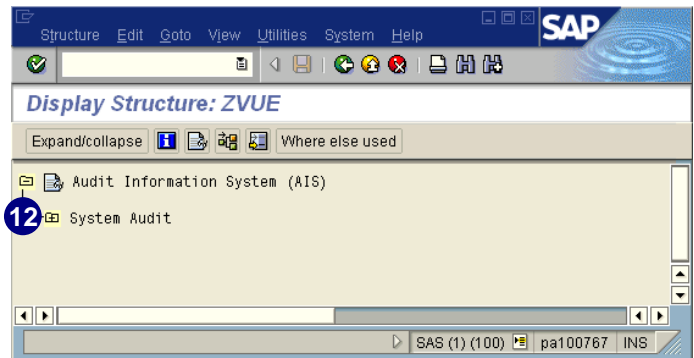 Structure Edit Goto View Utilities System Help
SAP
Display Structure: ZVUE
Expand/collapse Where else used
Audit Information System (AIS)
12
System Audit
SAS (1) (100) pa100767 INS